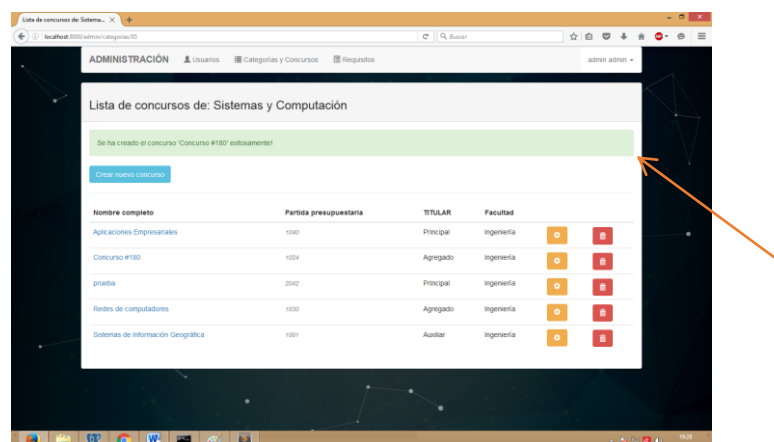 Lista de concursos de: Sistema...
localhost:8000/admin/categorias/85
Buscar
ADMINISTRACIÓN Usuarios Categorías y Concursos Requisitos admin admin
Lista de concursos de: Sistemas y Computación
Se ha creado el concurso 'Concurso #180' exitosamente!
Crear nuevo concurso
Nombre completo Partida presupuestaria TITULAR Facultad
Aplicaciones Empresariales 1040 Principal Ingeniería
Concurso #180 1024 Agregado Ingeniería
prueba 2042 Principal Ingeniería
Redes de computadores 1030 Agregado Ingeniería
Sistemas de Información Geográfica 1001 Auxiliar Ingeniería